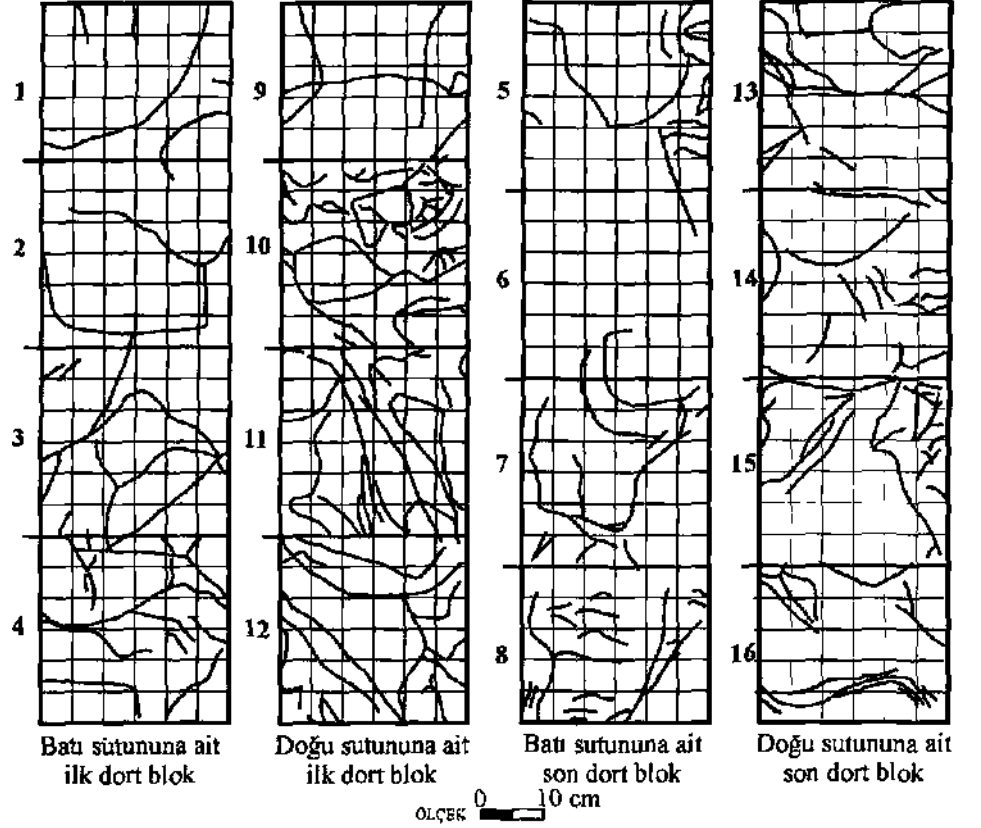 1
2
3
4
9
10
11
12
5
6
7
8
13
14
15
16
Batı sütununa ait
ilk dort blok
Doğu sutununa ait
ilk dort blok
Batı sutununa ait
son dort blok
Doğu sutununa ait
son dort blok
ÖLÇEK 0 10 cm